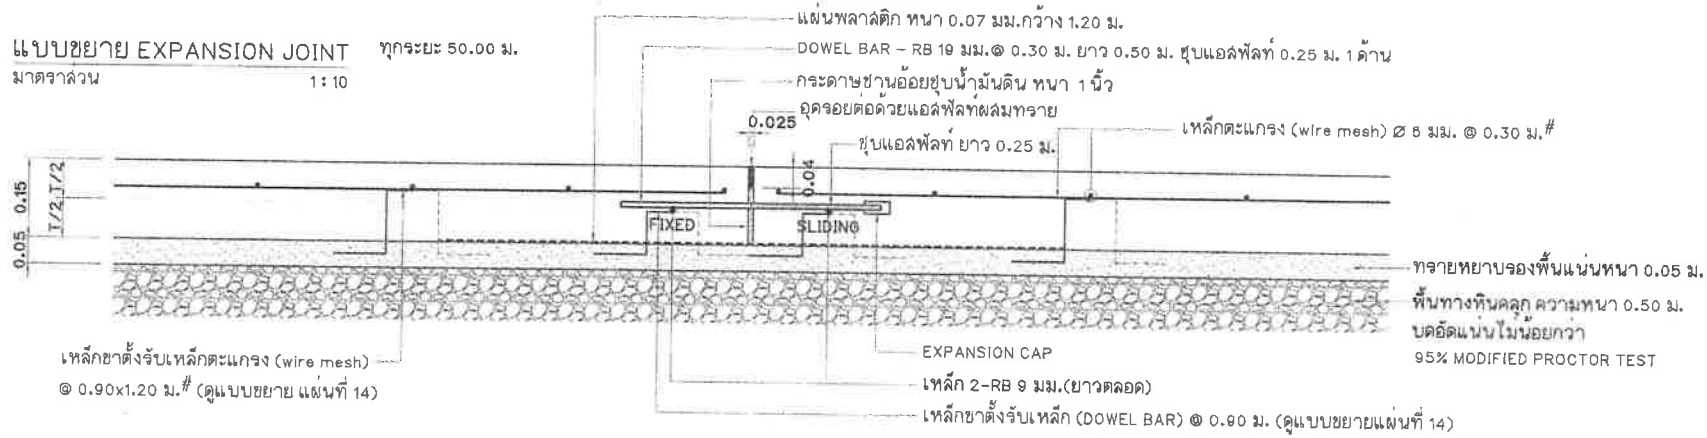 แบบขยาย EXPANSION JOINT ทุกระยะ 50.00 ม.
มาตราส่วน 1:10
แผ่นพลาสติก หนา 0.07 มม.กว้าง 1.20 ม.
DOWEL BAR - RB 19 มม.@ 0.30 ม. ยาว 0.50 ม. ชุบแอสฟัลท์ 0.25 ม. 1 ด้าน
กระดาษชานอ้อยชุบน้ำมันดิน หนา 1 นิ้ว
อุดรอยต่อด้วยแอสฟัลท์ผสมทราย
0.025
ชุบแอสฟัลท์ ยาว 0.25 ม.
เหล็กตะแกรง (wire mesh) Ø 6 มม. @ 0.30 ม.#
0.04
0.15
T/2
T/2
0.05
FIXED
SLIDING
ทรายหยาบรองพื้นแน่นหนา 0.05 ม.
พื้นทางหินคลุก ความหนา 0.50 ม.
บดอัดแน่นไม่น้อยกว่า
95% MODIFIED PROCTOR TEST
เหล็กขาตั้งรับเหล็กตะแกรง (wire mesh)
@ 0.90x1.20 ม.# (ดูแบบขยาย แผ่นที่ 14)
EXPANSION CAP
เหล็ก 2-RB 9 มม.(ยาวตลอด)
เหล็กขาตั้งรับเหล็ก (DOWEL BAR) @ 0.90 ม. (ดูแบบขยายแผ่นที่ 14)